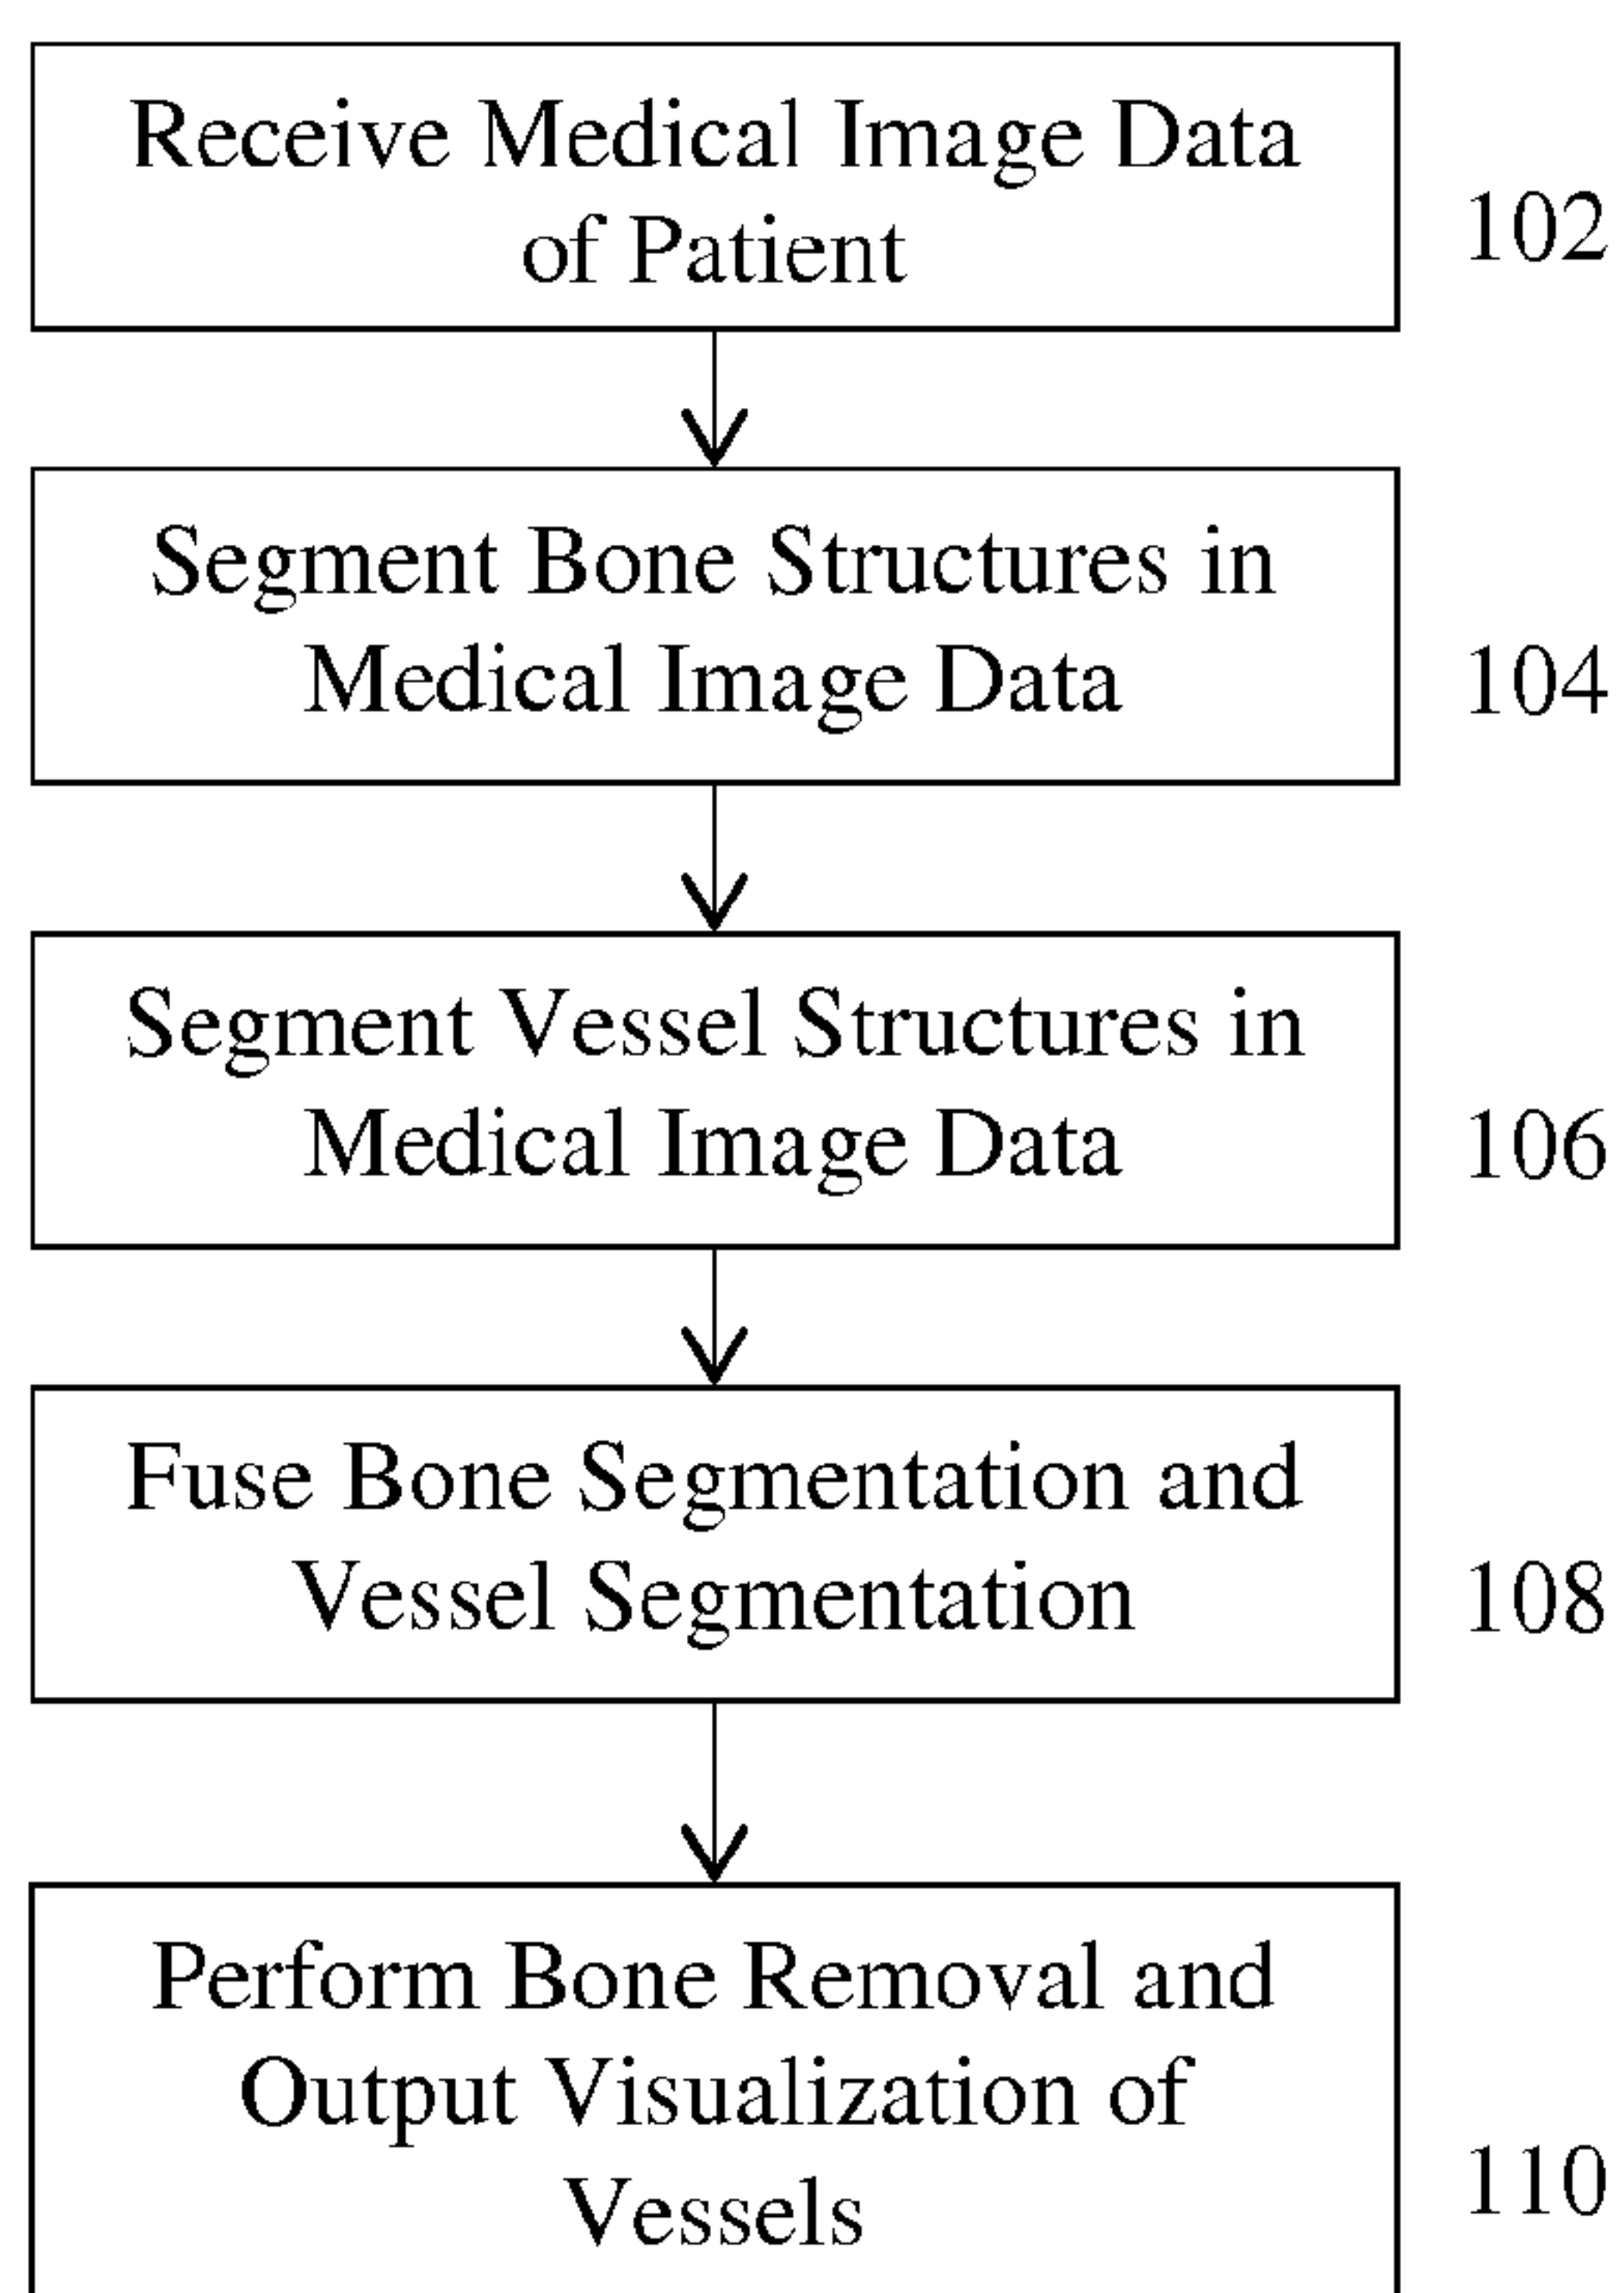 Receive Medical Image Data
of Patient
102
Segment Bone Structures in
Medical Image Data
104
Segment Vessel Structures in
Medical Image Data
106
Fuse Bone Segmentation and
Vessel Segmentation
108
Perform Bone Removal and
Output Visualization of
Vessels
110